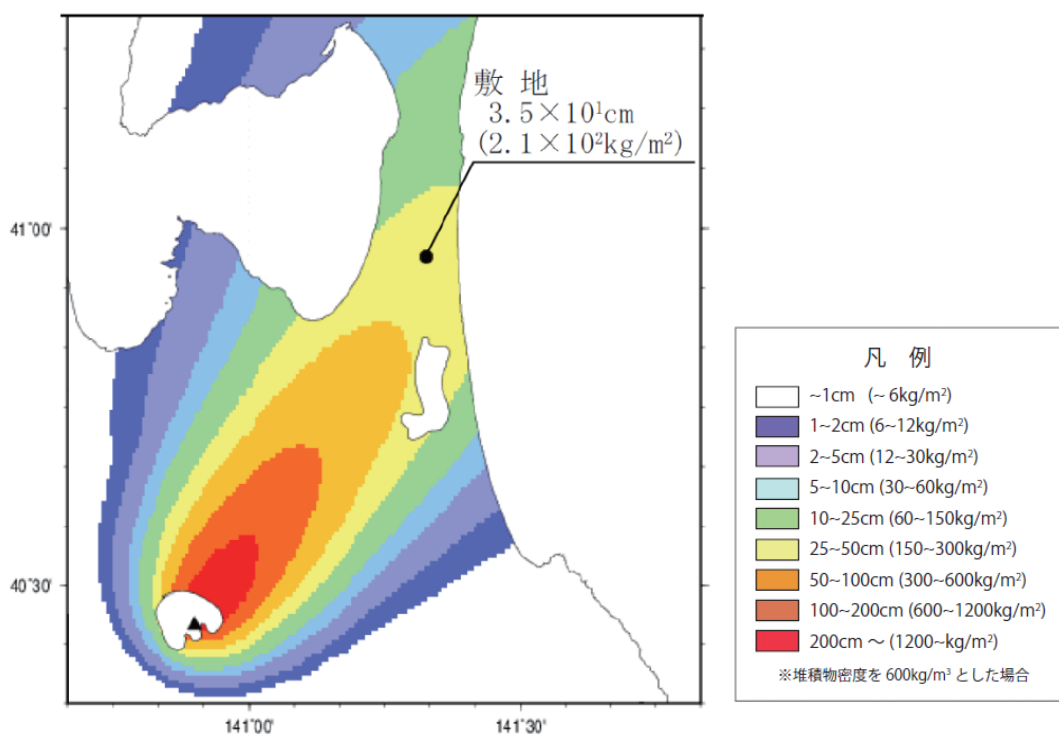 敷 地
3.5×10¹cm
(2.1×10²kg/m²)
41°00'
40°30'
141°00'
141°30'
凡 例
~1cm (~ 6kg/m²)
1~2cm (6~12kg/m²)
2~5cm (12~30kg/m²)
5~10cm (30~60kg/m²)
10~25cm (60~150kg/m²)
25~50cm (150~300kg/m²)
50~100cm (300~600kg/m²)
100~200cm (600~1200kg/m²)
200cm ～ (1200~kg/m²)
※堆積物密度を 600kg/m³ とした場合